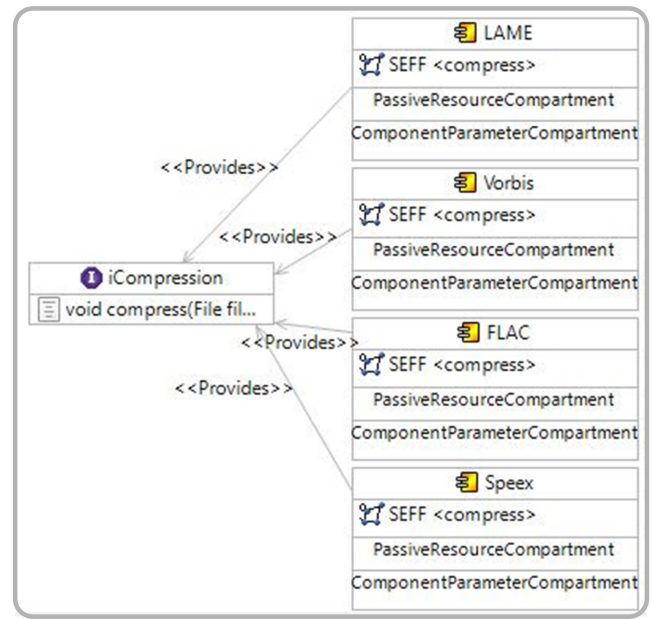 LAME
SEFF <compress>
PassiveResourceCompartment
ComponentParameterCompartment
<<Provides>>
Vorbis
SEFF <compress>
PassiveResourceCompartment
ComponentParameterCompartment
<<Provides>>
I iCompression
void compress(File fil...
FLAC
SEFF <compress>
PassiveResourceCompartment
ComponentParameterCompartment
<<Provides>>
<<Provides>>
Speex
SEFF <compress>
PassiveResourceCompartment
ComponentParameterCompartment